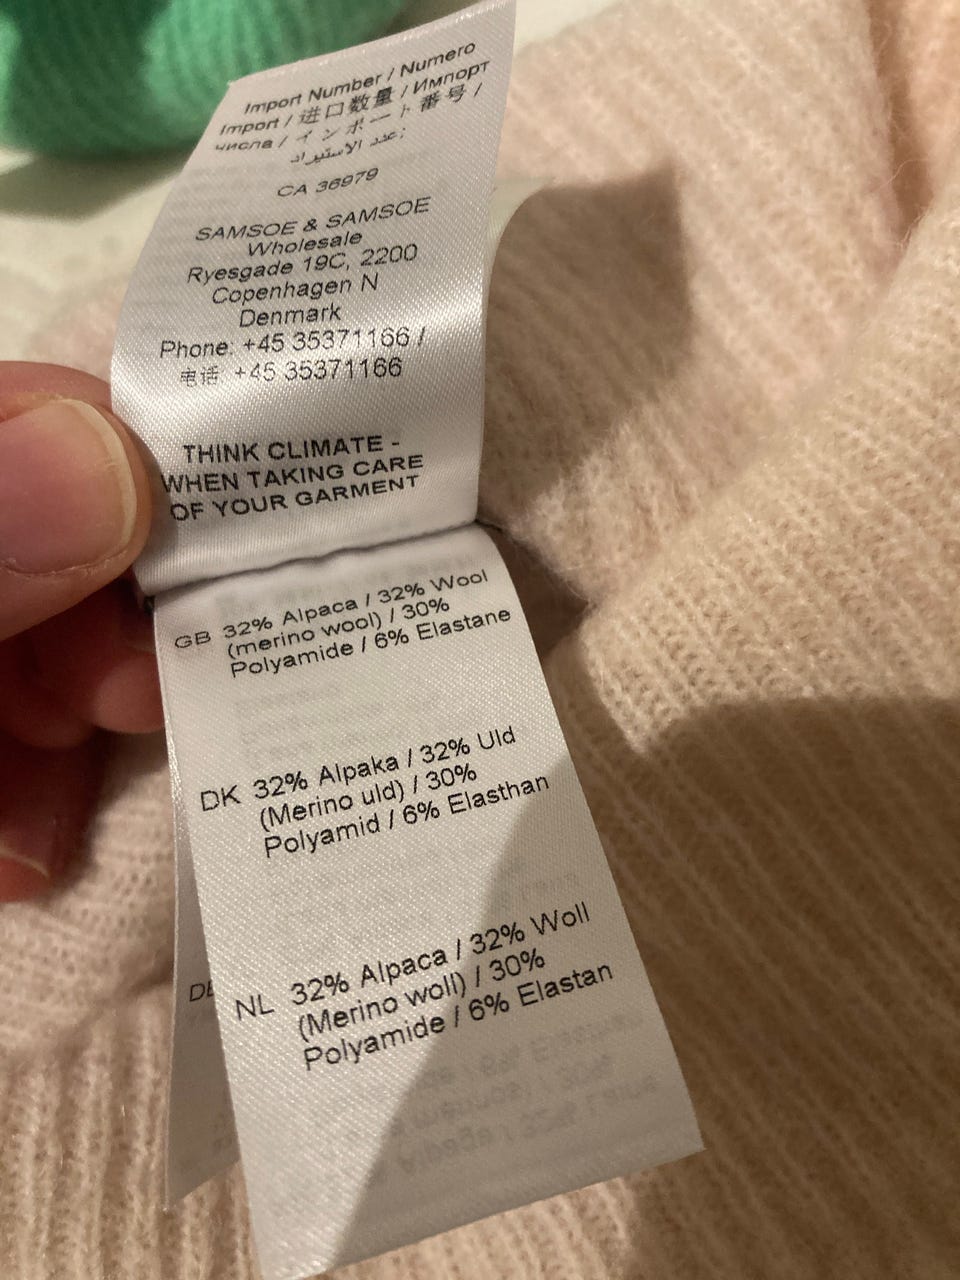 Import Number / Numero
Import / 进口数量 / Импорт
числа / インポート番号 /
عدد الاستيراد:
CA 36979
SAMSOE & SAMSOE
Wholesale
Ryesgade 19C, 2200
Copenhagen N
Denmark
Phone: +45 35371166 /
电话 +45 35371166
THINK CLIMATE -
WHEN TAKING CARE
OF YOUR GARMENT
GB 32% Alpaca / 32% Wool
(merino wool) / 30%
Polyamide / 6% Elastane
DK 32% Alpaka / 32% Uld
(Merino uld) / 30%
Polyamid / 6% Elasthan
NL 32% Alpaca / 32% Woll
(Merino woll) / 30%
Polyamide / 6% Elastan